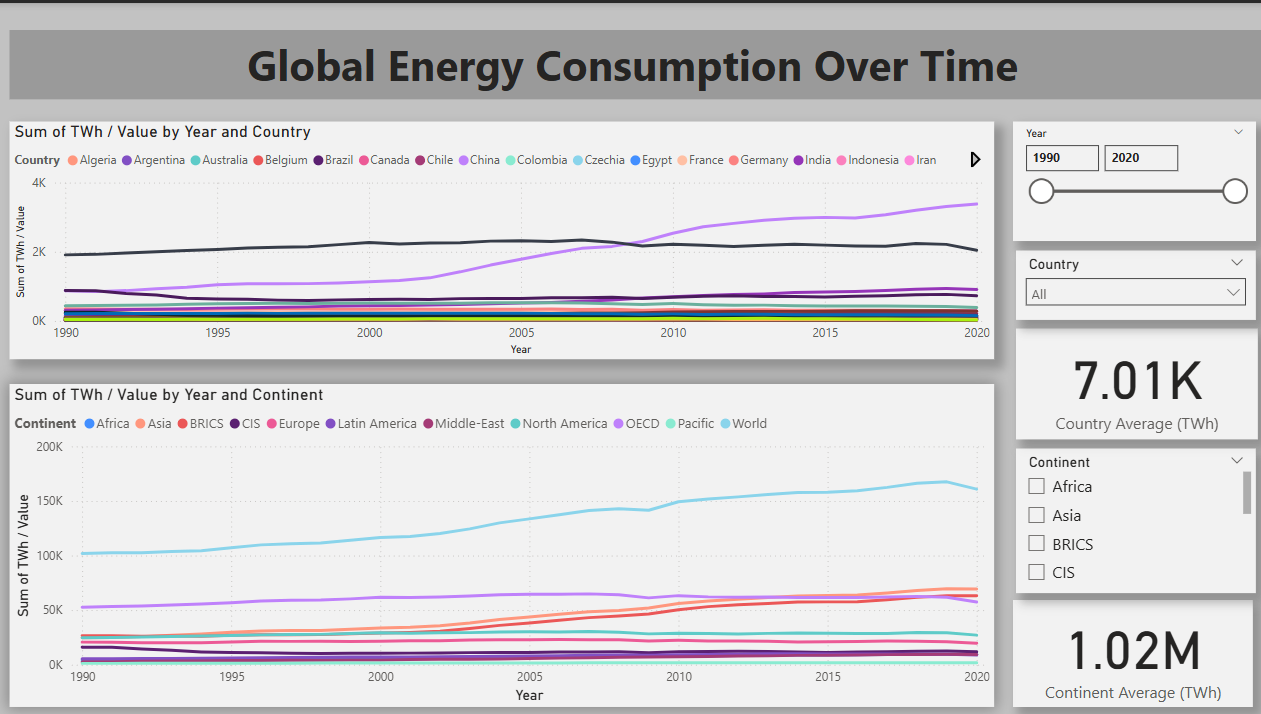 Global Energy Consumption Over Time
Sum of TWh / Value by Year and Country
Country Algeria Argentina Australia Belgium Brazil Canada Chile China Colombia Czechia Egypt France Germany India Indonesia Iran
4K
2K
0K
Sum of TWh / Value
1990 1995 2000 2005 2010 2015 2020
Year
Sum of TWh / Value by Year and Continent
Continent Africa Asia BRICS CIS Europe Latin America Middle-East North America OECD Pacific World
200K
150K
100K
50K
0K
Sum of TWh / Value
1990 1995 2000 2005 2010 2015 2020
Year
Year
1990 2020
Country
All
7.01K
Country Average (TWh)
Continent
Africa
Asia
BRICS
CIS
1.02M
Continent Average (TWh)